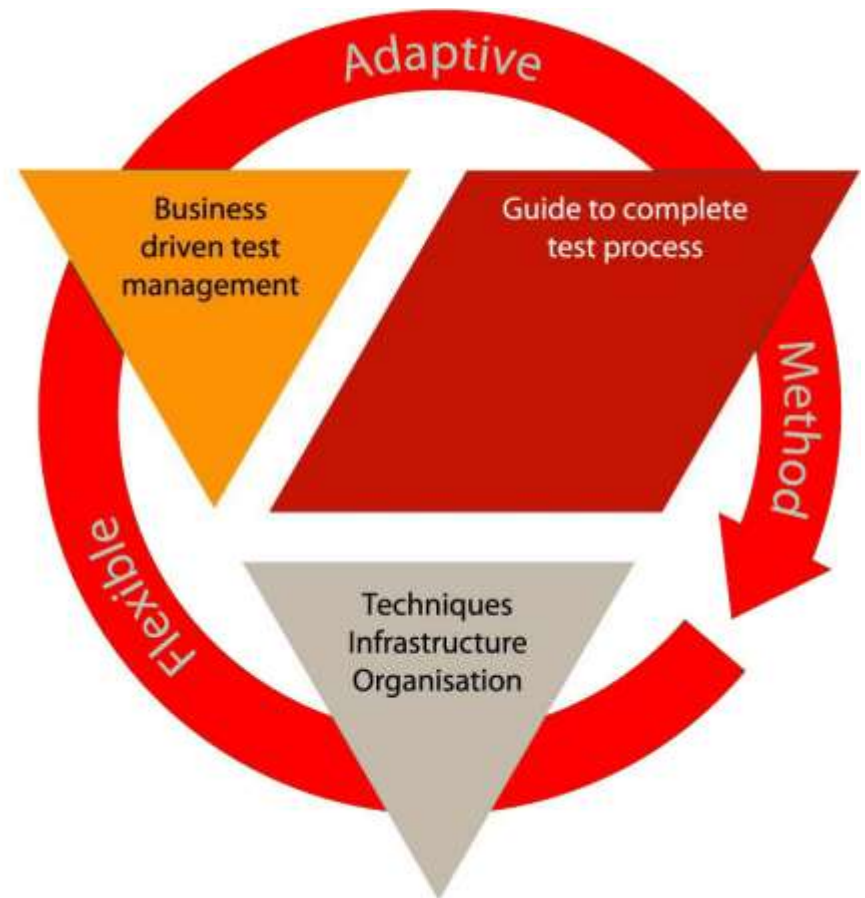 Adaptive
Business
driven test
management
Guide to complete
test process
Method
Flexible
Techniques
Infrastructure
Organisation